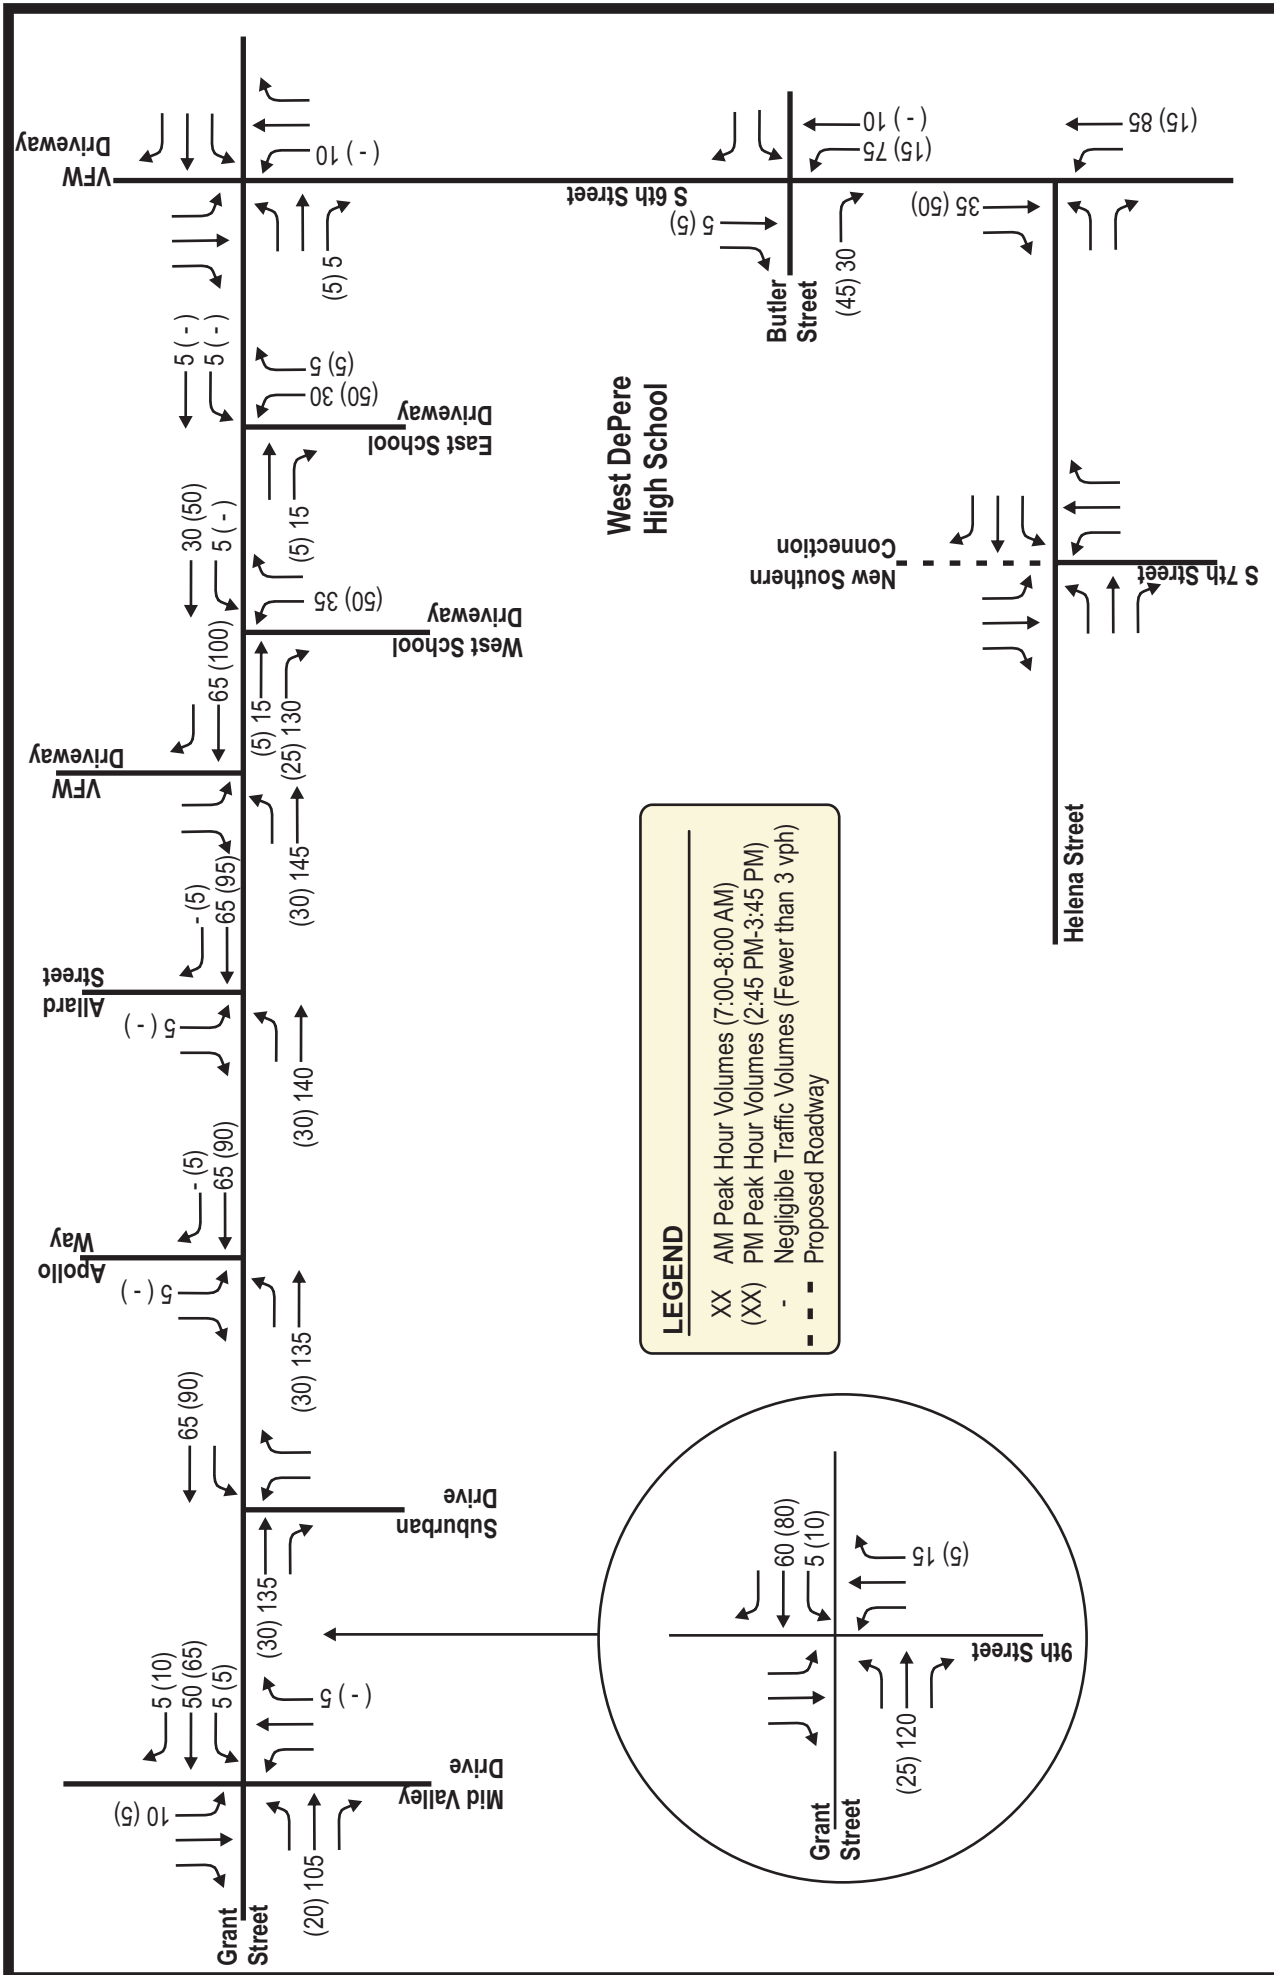 VFW
Driveway
( - ) 10
(5) 5
5 ( - )
5 ( - )
(5) 5
(50) 30
East School
Driveway
(5) 15
30 (50)
5 ( - )
(50) 35
West School
Driveway
65 (100)
(5) 15
(25) 130
VFW
Driveway
(30) 145
- (5)
65 (95)
Allard
Street
5 ( - )
(30) 140
- (5)
65 (90)
Apollo
Way
5 ( - )
(30) 135
65 (90)
Suburban
Drive
(30) 135
5 (10)
50 (65)
5 (5)
( - ) 5
Mid Valley
Drive
10 (5)
(20) 105
Grant
Street
S 6th Street
( - ) 10
(15) 75
5 (5)
Butler
Street
(45) 30
(15) 85
35 (50)
West DePere
High School
New Southern
Connection
S 7th Street
Helena Street
LEGEND
XX AM Peak Hour Volumes (7:00-8:00 AM)
(XX) PM Peak Hour Volumes (2:45 PM-3:45 PM)
- Negligible Traffic Volumes (Fewer than 3 vph)
Proposed Roadway
60 (80)
5 (10)
(5) 15
9th Street
(25) 120
Grant
Street